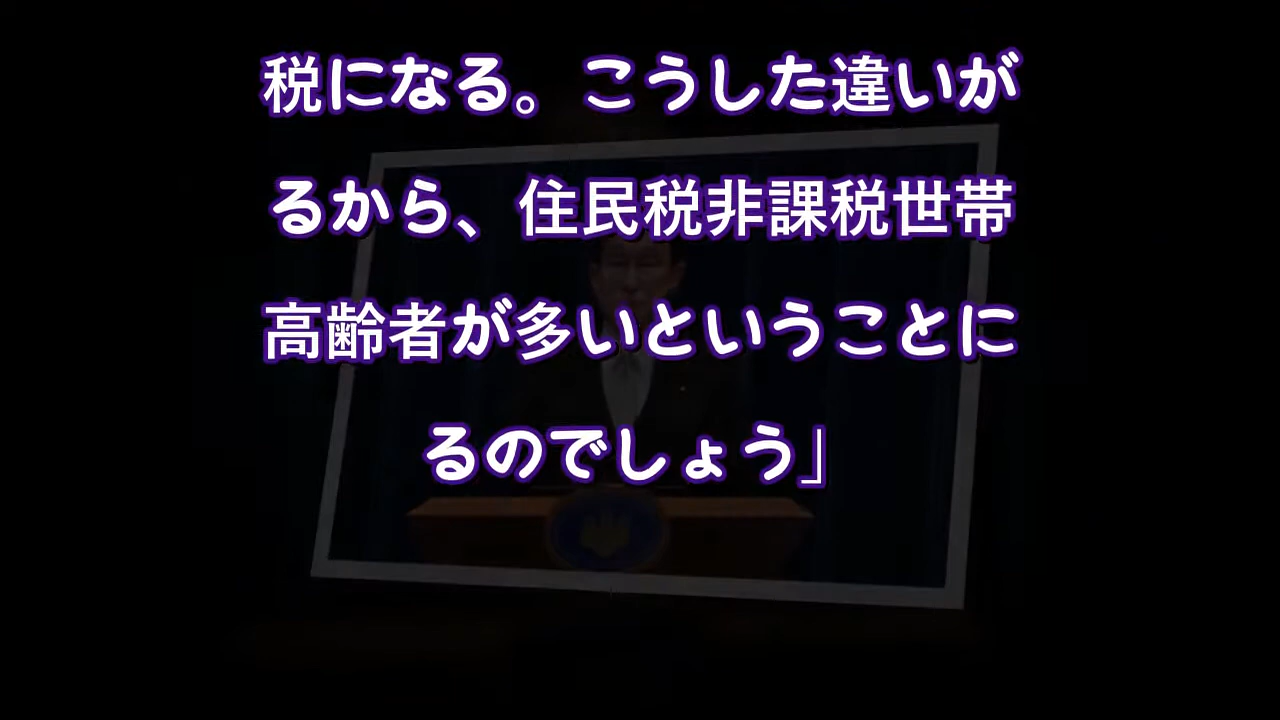 税になる。こうした違いが
るから、住民税非課税世帯
高齢者が多いということに
るのでしょう」